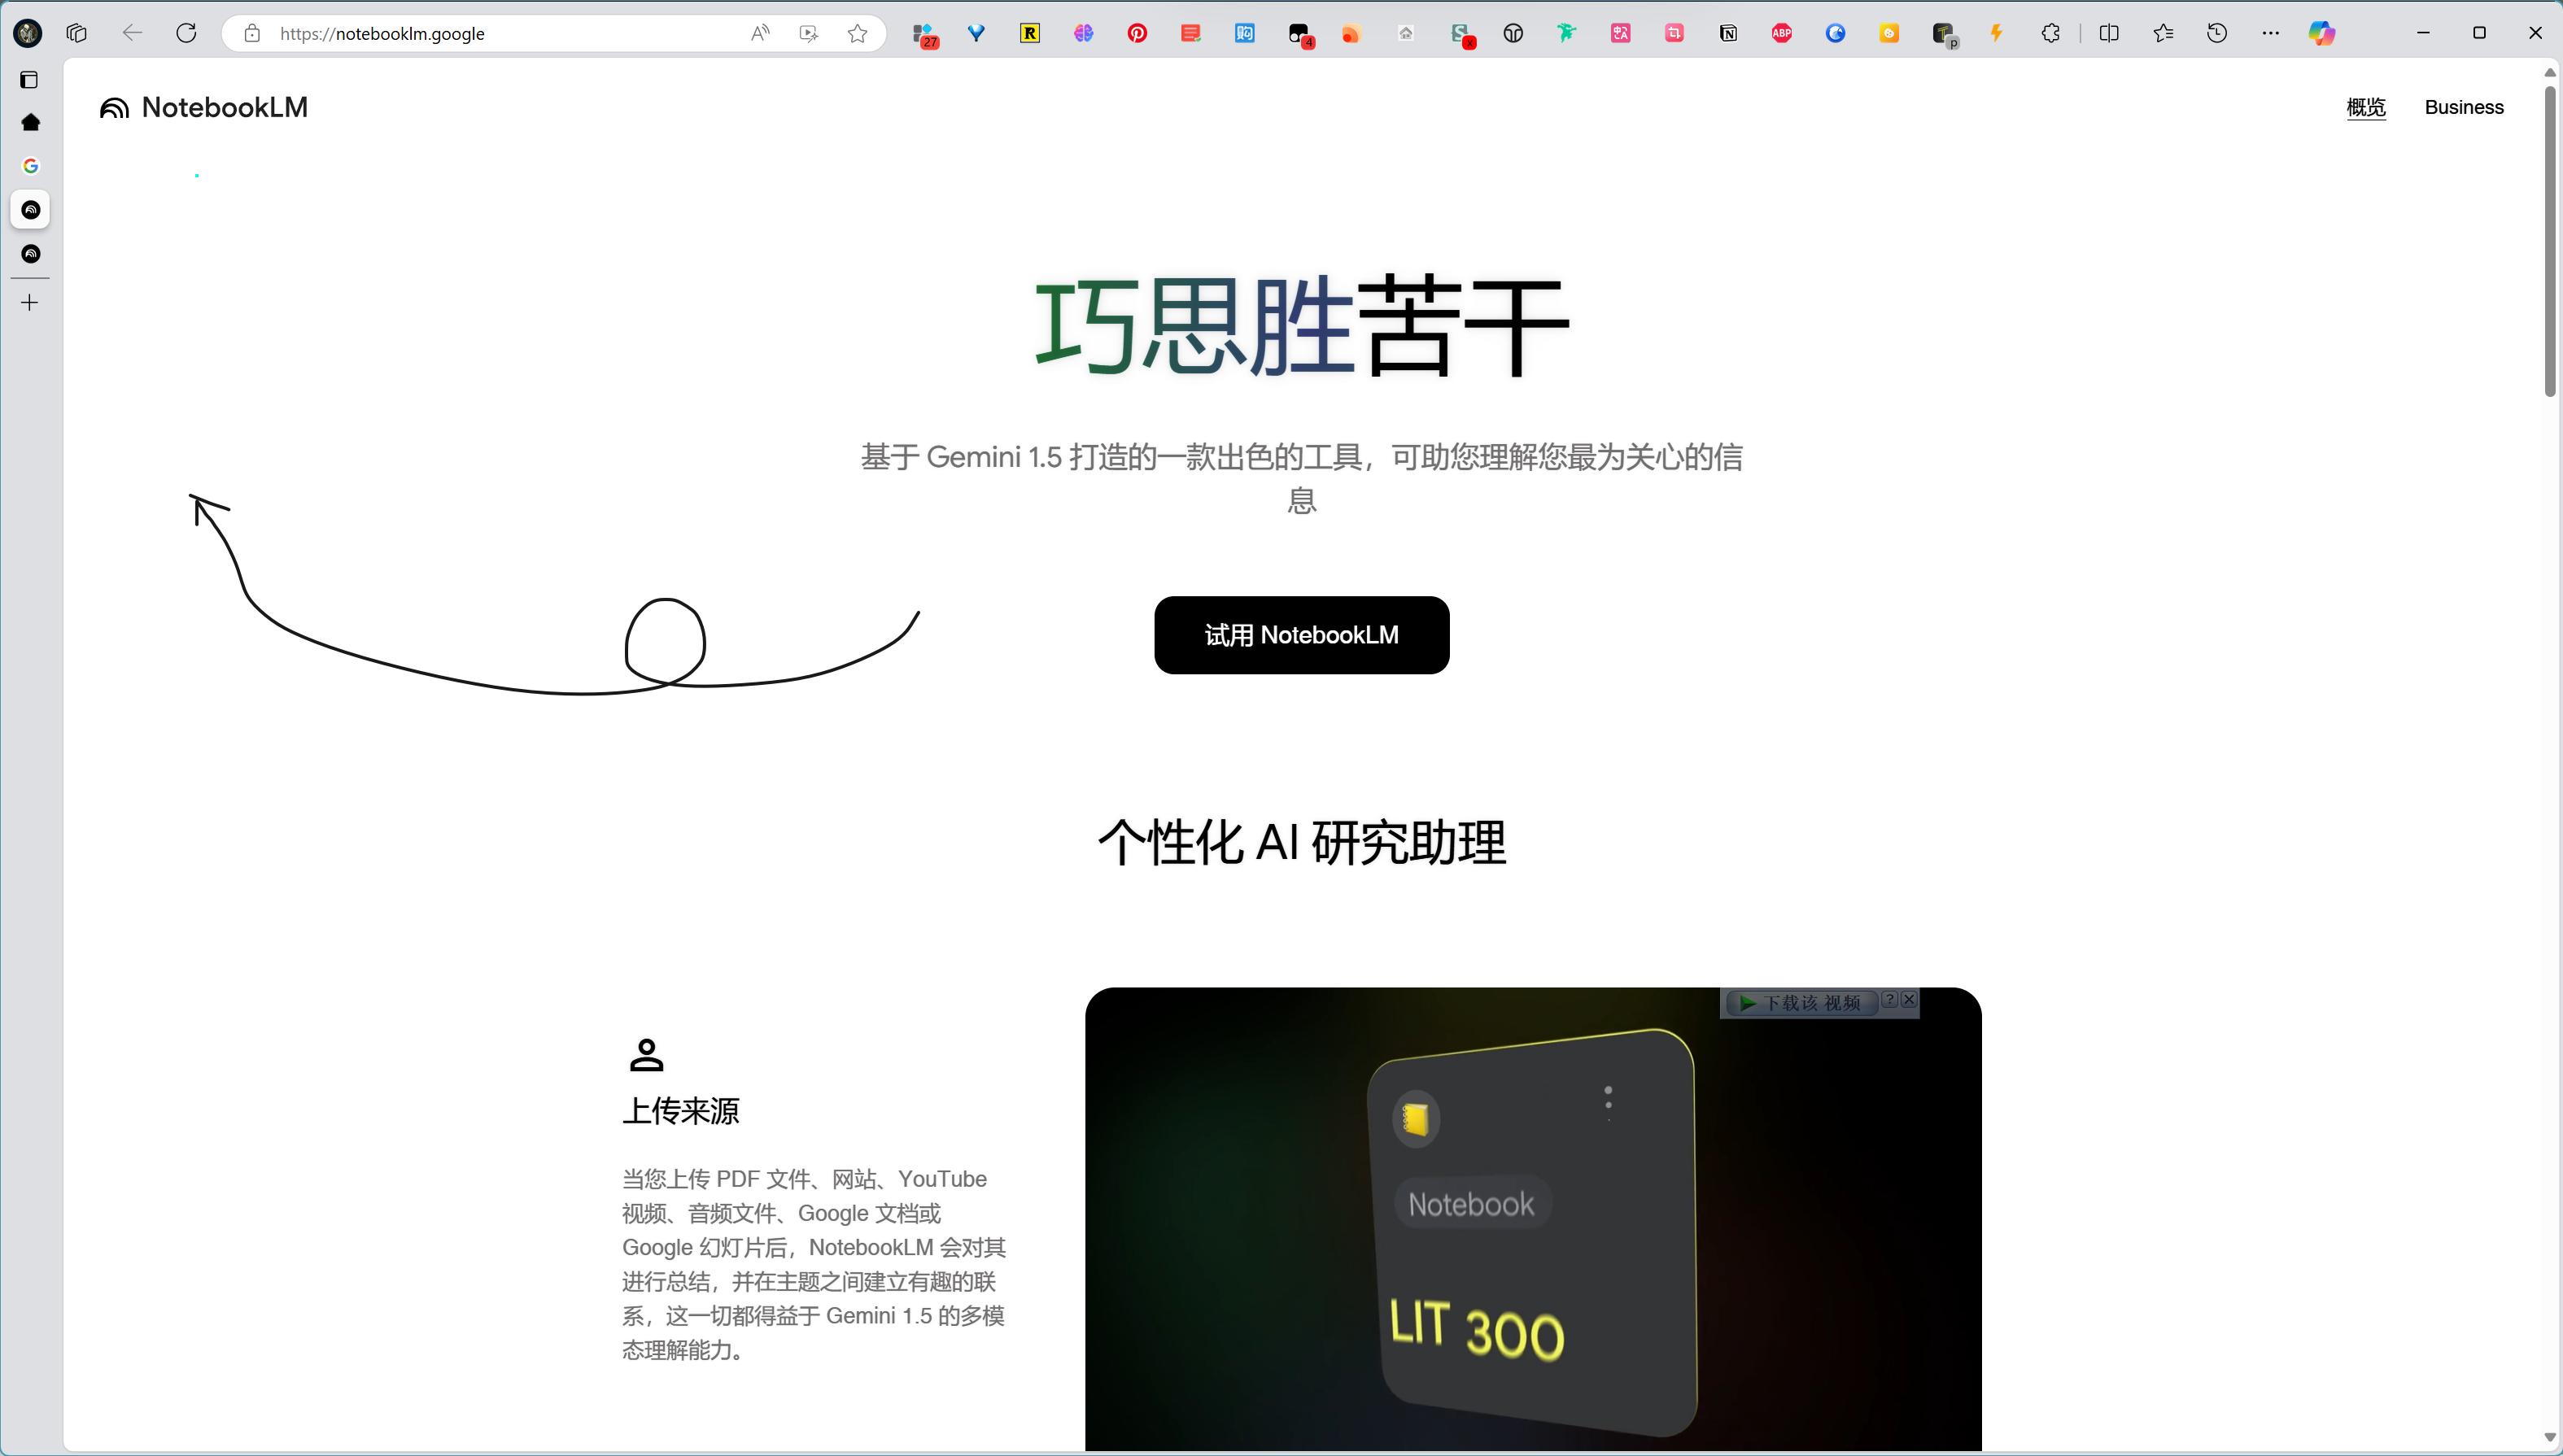 https://notebooklm.google
27
4
x
ABP
p
NotebookLM
概览
Business
巧思胜苦干
基于 Gemini 1.5 打造的一款出色的工具，可助您理解您最为关心的信
息
试用 NotebookLM
个性化 AI 研究助理
上传来源
当您上传 PDF 文件、网站、YouTube
视频、音频文件、Google 文档或
Google 幻灯片后，NotebookLM 会对其
进行总结，并在主题之间建立有趣的联
系，这一切都得益于 Gemini 1.5 的多模
态理解能力。
下载该 视频
?
Notebook
LIT 300